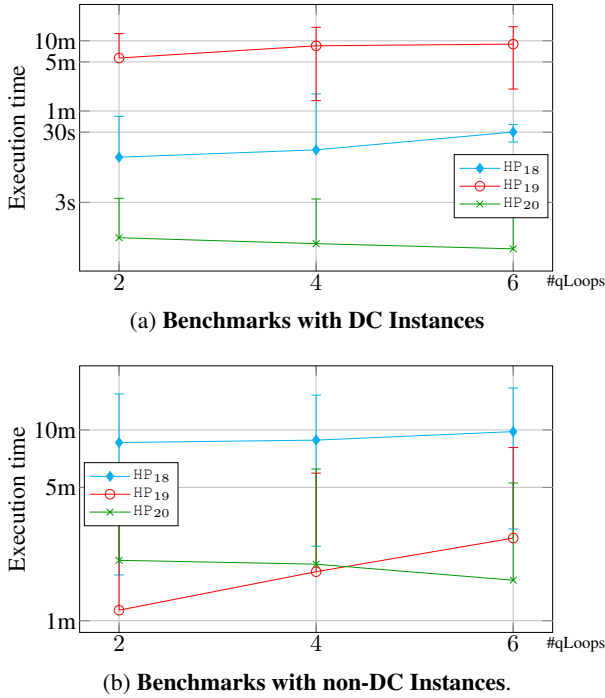 Execution time
10m
5m
1m
30s
3s
HP18
HP19
HP20
2
4
6
#qLoops
(a) Benchmarks with DC Instances
Execution time
10m
5m
1m
HP18
HP19
HP20
2
4
6
#qLoops
(b) Benchmarks with non-DC Instances.